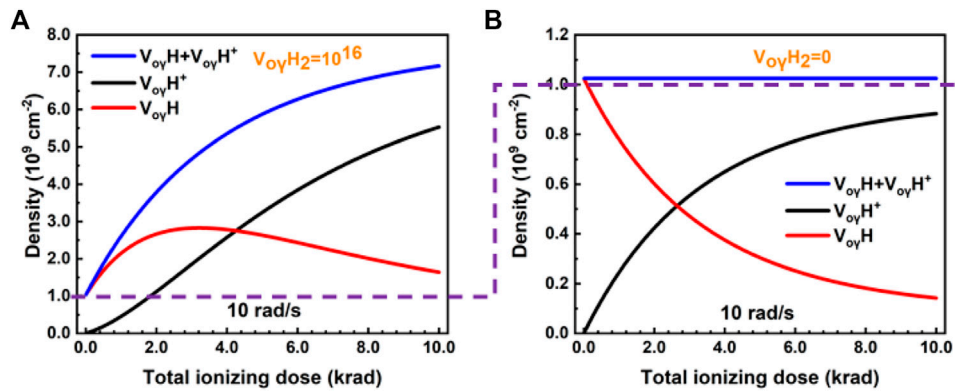 A
8.0
7.0
6.0
5.0
4.0
3.0
2.0
1.0
0.0
Density (10⁹ cm⁻²)
VₒγH+VₒγH⁺
VₒγH⁺
VₒγH
VₒγH2=10¹⁶
10 rad/s
0.0 2.0 4.0 6.0 8.0 10.0
Total ionizing dose (krad)
B
1.2
1.0
0.8
0.6
0.4
0.2
0.0
Density (10⁹ cm⁻²)
VₒγH2=0
VₒγH+VₒγH⁺
VₒγH⁺
VₒγH
10 rad/s
0.0 2.0 4.0 6.0 8.0 10.0
Total ionizing dose (krad)